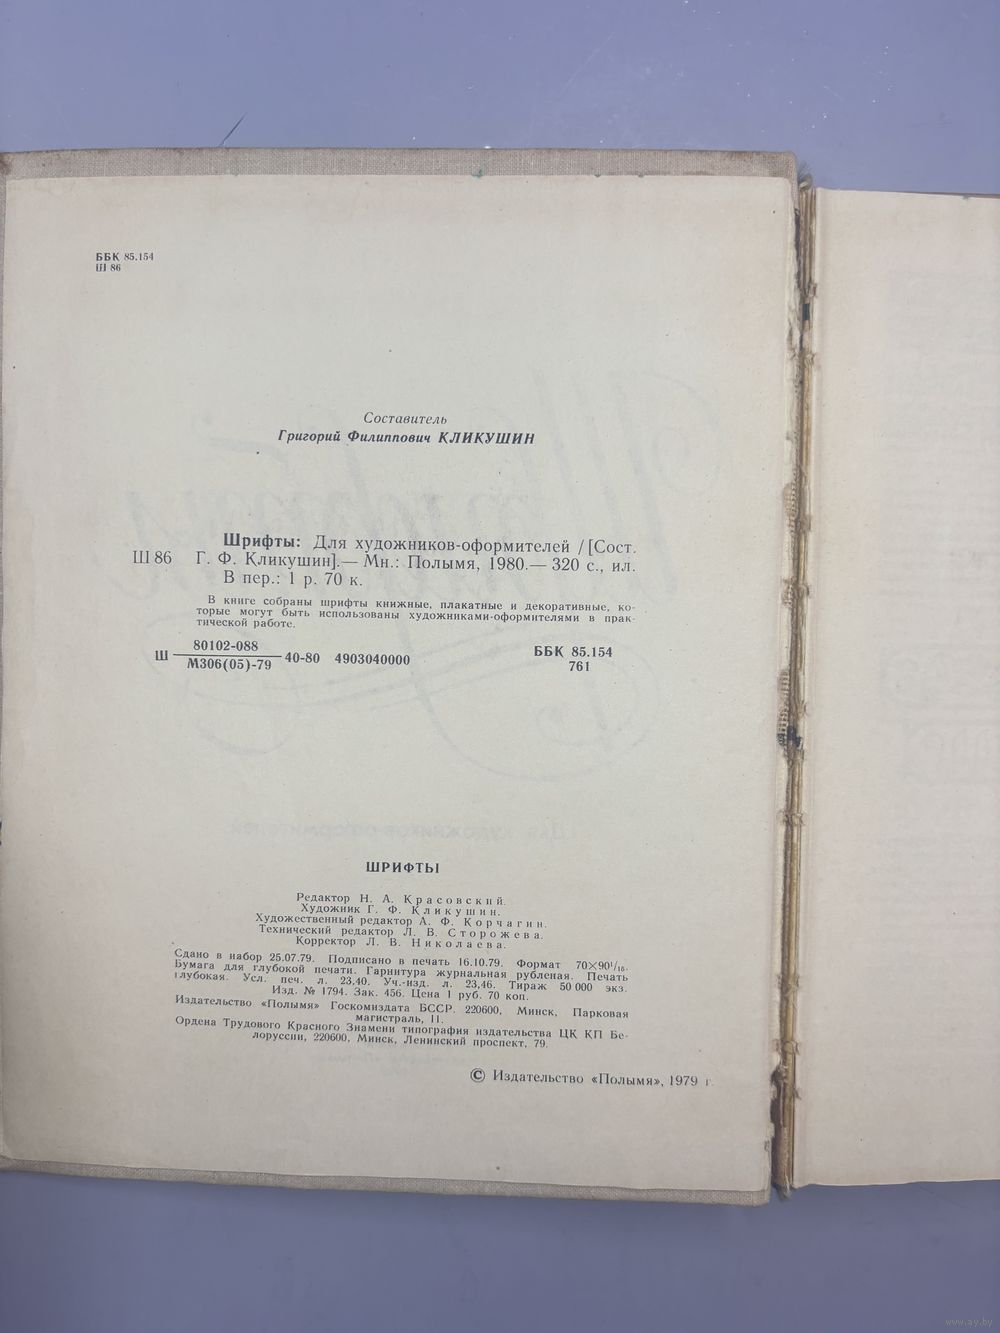 ББК 85.154
Ш 86
Составитель
Григорий Филиппович КЛИКУШИН
Шрифты: Для художников-оформителей / [Сост.
Ш 86 Г. Ф. Кликушин].— Мн.: Полымя, 1980.— 320 с., ил.
В пер.: 1 р. 70 к.
В книге собраны шрифты книжные, плакатные и декоративные, ко-
торые могут быть использованы художниками-оформителями в прак-
тической работе.
80102-088
Ш 40-80 4903040000
М306(05)-79
ББК 85.154
761
ШРИФТЫ
Редактор Н. А. Красовский.
Художник Г. Ф. Кликушин.
Художественный редактор А. Ф. Корчагин.
Технический редактор Л. В. Сторожева.
Корректор Л. В. Николаева.
Сдано в набор 25.07.79. Подписано в печать 16.10.79. Формат 70×90¹/₁₆.
Бумага для глубокой печати. Гарнитура журнальная рубленая. Печать
глубокая. Усл. печ. л. 23,40. Уч.-изд. л. 23,46. Тираж 50 000 экз.
Изд. № 1794. Зак. 456. Цена 1 руб. 70 коп.
Издательство «Полымя» Госкомиздата БССР. 220600, Минск, Парковая
магистраль, 11.
Ордена Трудового Красного Знамени типография издательства ЦК КП Бе-
лоруссии, 220600, Минск, Ленинский проспект, 79.
© Издательство «Полымя», 1979 г.
www.ay.by